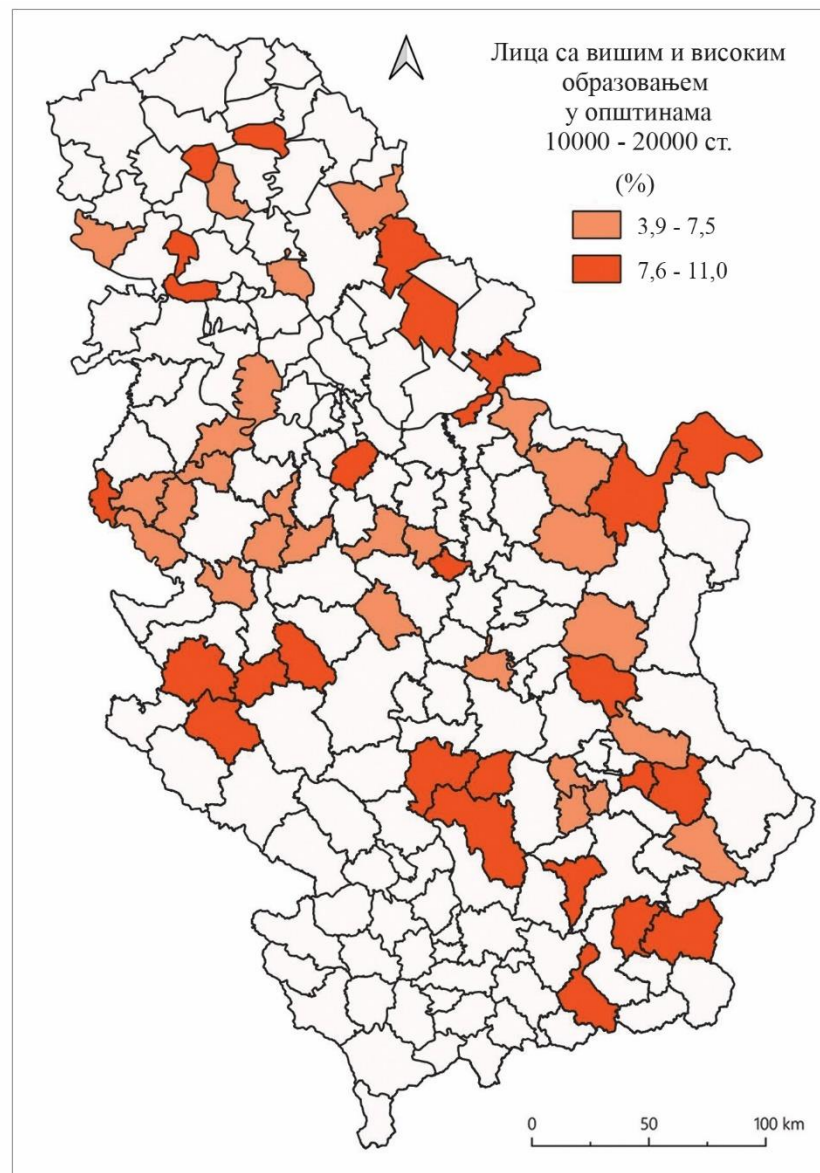 Лица са вишим и високим
образовањем
у општинама
10000 - 20000 ст.
(%)
3,9 - 7,5
7,6 - 11,0
0 50 100 km